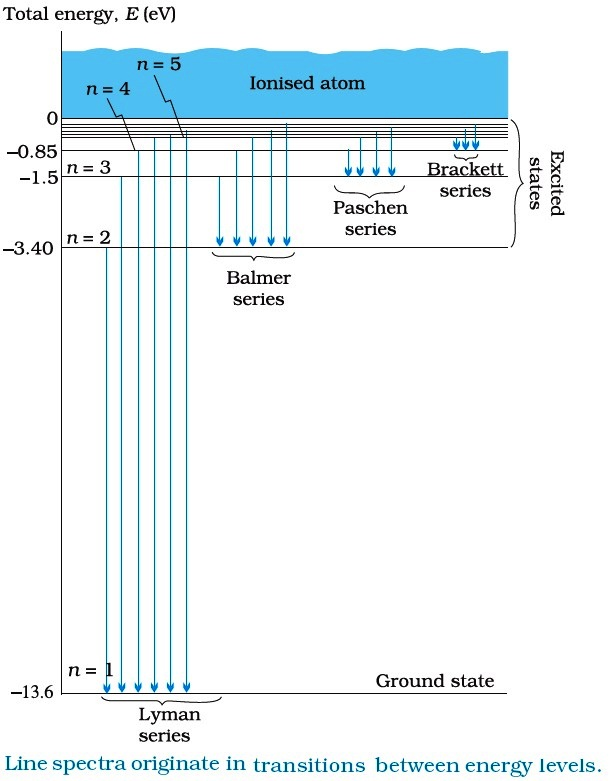 Total energy, E (eV)
n = 5
Ionised atom
n = 4
0
−0.85
n = 3
−1.5
Brackett
series
Excited
states
Paschen
series
n = 2
−3.40
Balmer
series
n = 1
Ground state
−13.6
Lyman
series
Line spectra originate in transitions between energy levels.